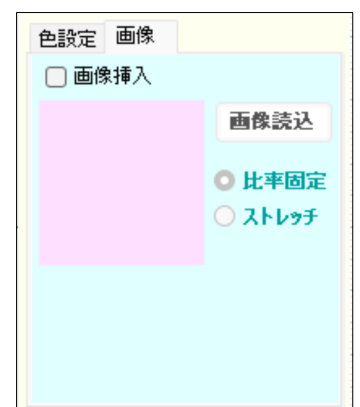 色設定 画像
画像挿入
画像読込
比率固定
ストレッチ